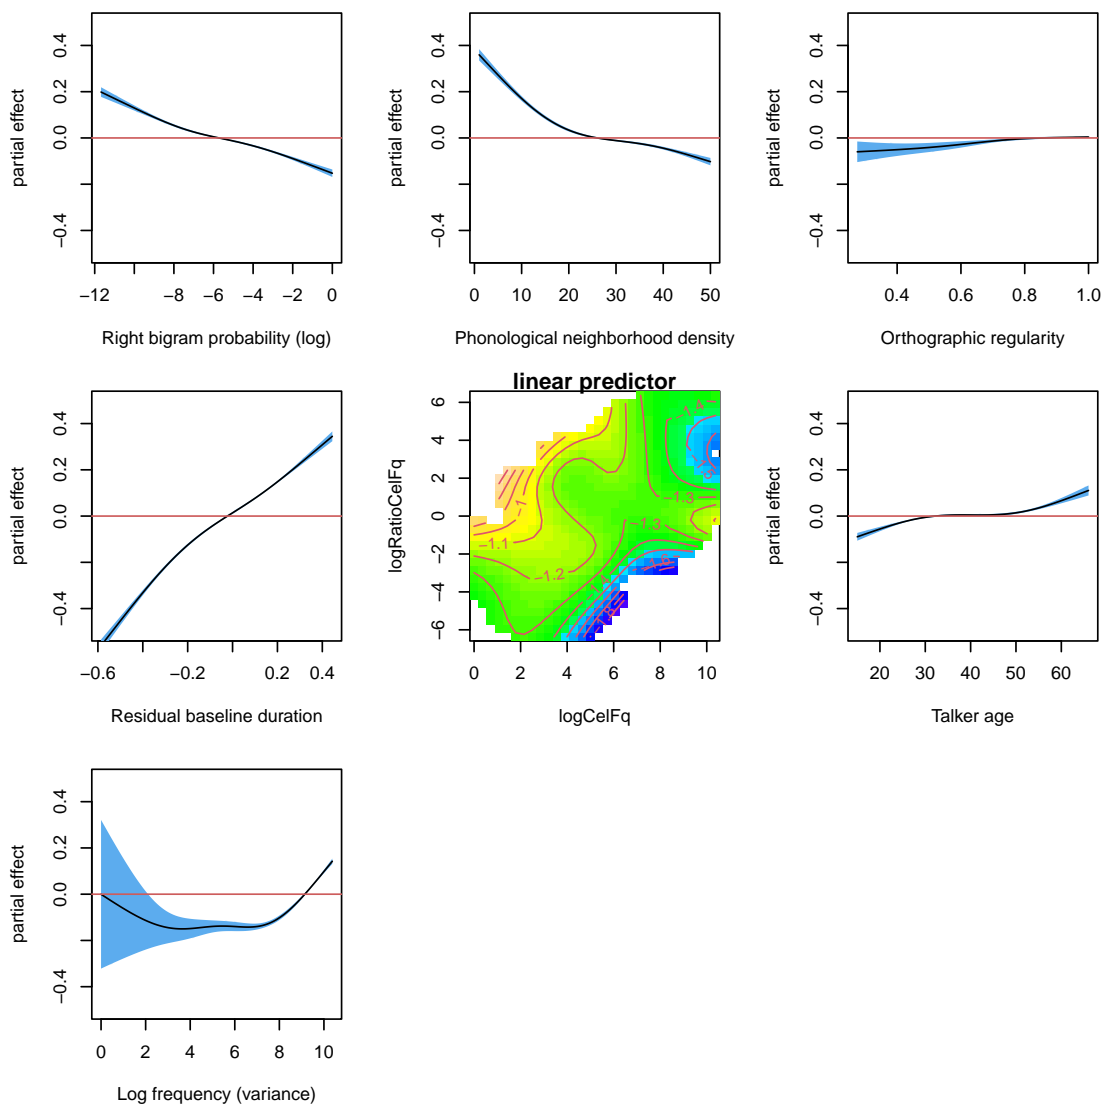 0.4
0.2
0.0
−0.4
partial effect
−12 −8 −6 −4 −2 0
Right bigram probability (log)
0.4
0.2
0.0
−0.4
partial effect
0 10 20 30 40 50
Phonological neighborhood density
0.4
0.2
0.0
−0.4
partial effect
0.4 0.6 0.8 1.0
Orthographic regularity
0.4
0.2
0.0
−0.4
partial effect
−0.6 −0.2 0.2 0.4
Residual baseline duration
linear predictor
6
4
2
0
−2
−4
−6
logRatioCelFq
−1.4
−1
−1.3
−1.3
−1.1
−1.2
−1.4
0 2 4 6 8 10
logCelFq
0.4
0.2
0.0
−0.4
partial effect
20 30 40 50 60
Talker age
0.4
0.2
0.0
−0.4
partial effect
0 2 4 6 8 10
Log frequency (variance)